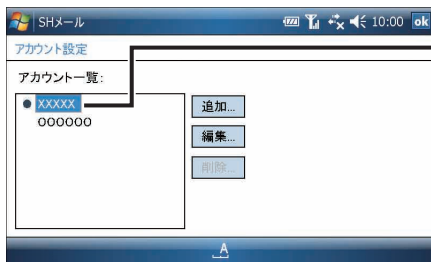 SHメール 10:00 ok
アカウント設定
アカウント一覧:
XXXXX
OOOOOO
追加...
編集...
削除...
A